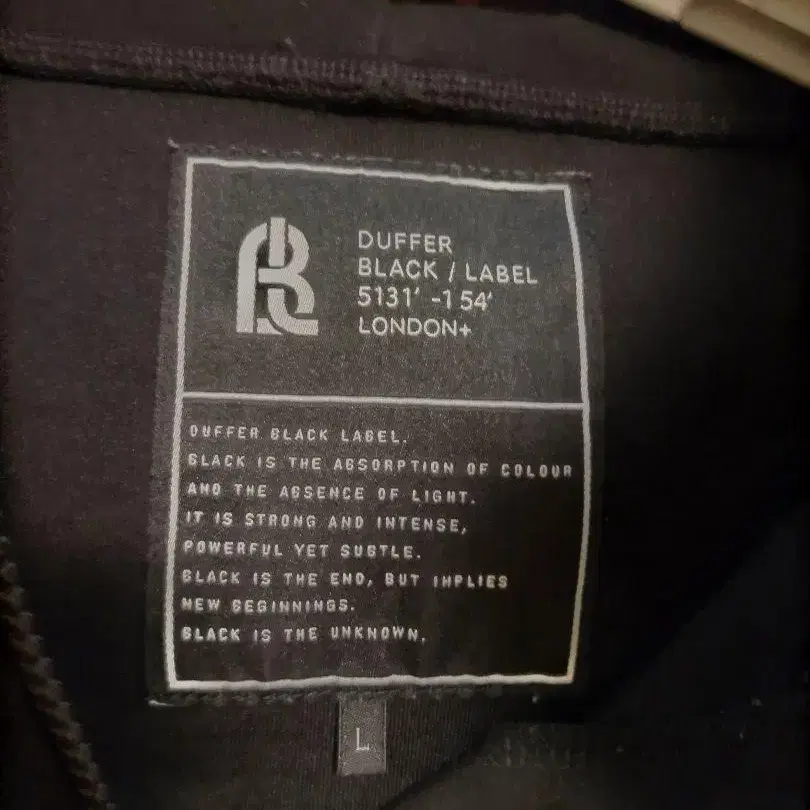 DUFFER
BLACK / LABEL
5131' -1 54'
LONDON+
DUFFER BLACK LABEL.
BLACK IS THE ABSORPTION OF COLOUR
AND THE ABSENCE OF LIGHT.
IT IS STRONG AND INTENSE,
POWERFUL YET SUBTLE.
BLACK IS THE END, BUT IMPLIES
NEW BEGINNINGS.
BLACK IS THE UNKNOWN.
L